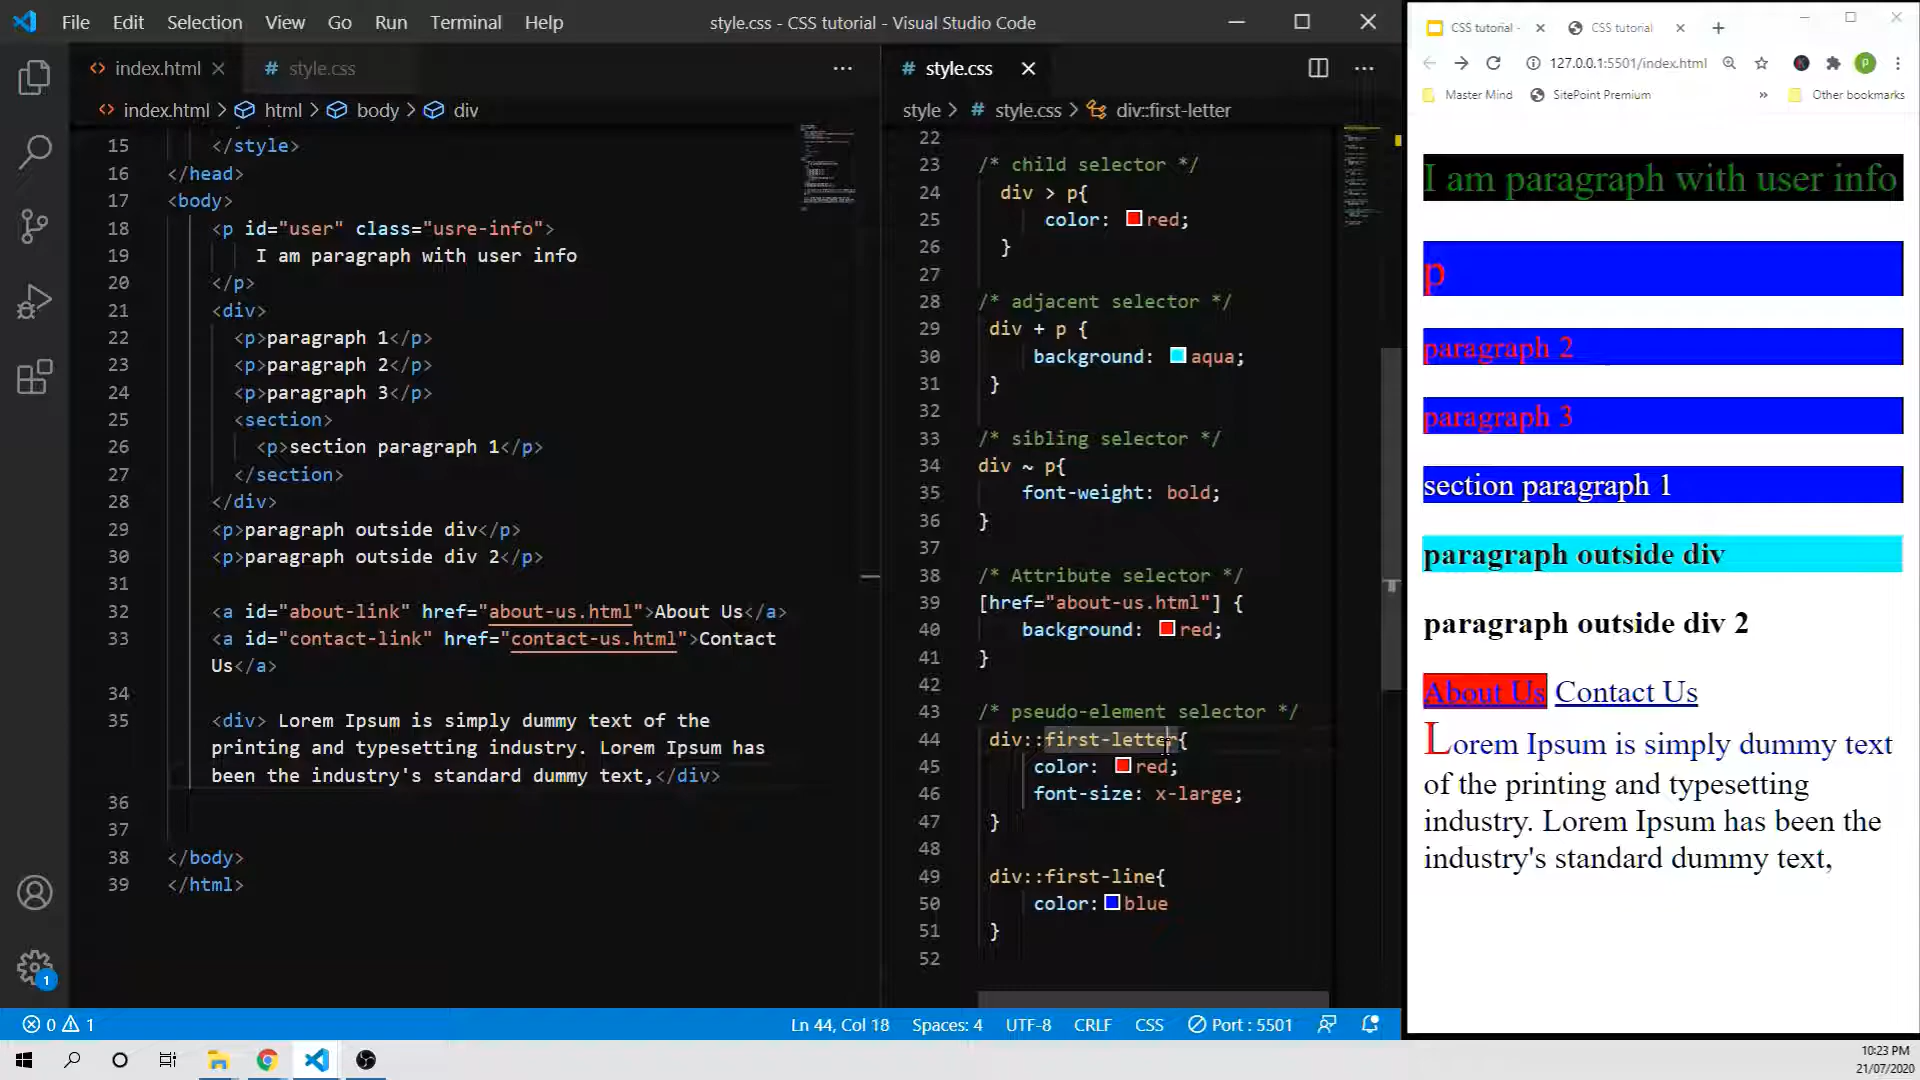 File Edit Selection View Go Run Terminal Help
style.css - CSS tutorial - Visual Studio Code
index.html
style.css
index.html > html > body > div
15 </style>
16 </head>
17 <body>
18 <p id="user" class="usre-info">
19 I am paragraph with user info
20 </p>
21 <div>
22 <p>paragraph 1</p>
23 <p>paragraph 2</p>
24 <p>paragraph 3</p>
25 <section>
26 <p>section paragraph 1</p>
27 </section>
28 </div>
29 <p>paragraph outside div</p>
30 <p>paragraph outside div 2</p>
31
32 <a id="about-link" href="about-us.html">About Us</a>
33 <a id="contact-link" href="contact-us.html">Contact
Us</a>
34
35 <div> Lorem Ipsum is simply dummy text of the
printing and typesetting industry. Lorem Ipsum has
been the industry's standard dummy text,</div>
36
37
38 </body>
39 </html>
style.css
style > style.css > div::first-letter
22
23 /* child selector */
24 div > p{
25 color: red;
26 }
27
28 /* adjacent selector */
29 div + p {
30 background: aqua;
31 }
32
33 /* sibling selector */
34 div ~ p{
35 font-weight: bold;
36 }
37
38 /* Attribute selector */
39 [href="about-us.html"] {
40 background: red;
41 }
42
43 /* pseudo-element selector */
44 div::first-letter{
45 color: red;
46 font-size: x-large;
47 }
48
49 div::first-line{
50 color: blue
51 }
52
0 1
Ln 44, Col 18 Spaces: 4 UTF-8 CRLF CSS Port : 5501
1
CSS tutorial -
CSS tutorial
127.0.0.1:5501/index.html
P
Master Mind SitePoint Premium » Other bookmarks
I am paragraph with user info
p
paragraph 2
paragraph 3
section paragraph 1
paragraph outside div
paragraph outside div 2
About Us Contact Us
Lorem Ipsum is simply dummy text
of the printing and typesetting
industry. Lorem Ipsum has been the
industry's standard dummy text,
10:23 PM
21/07/2020